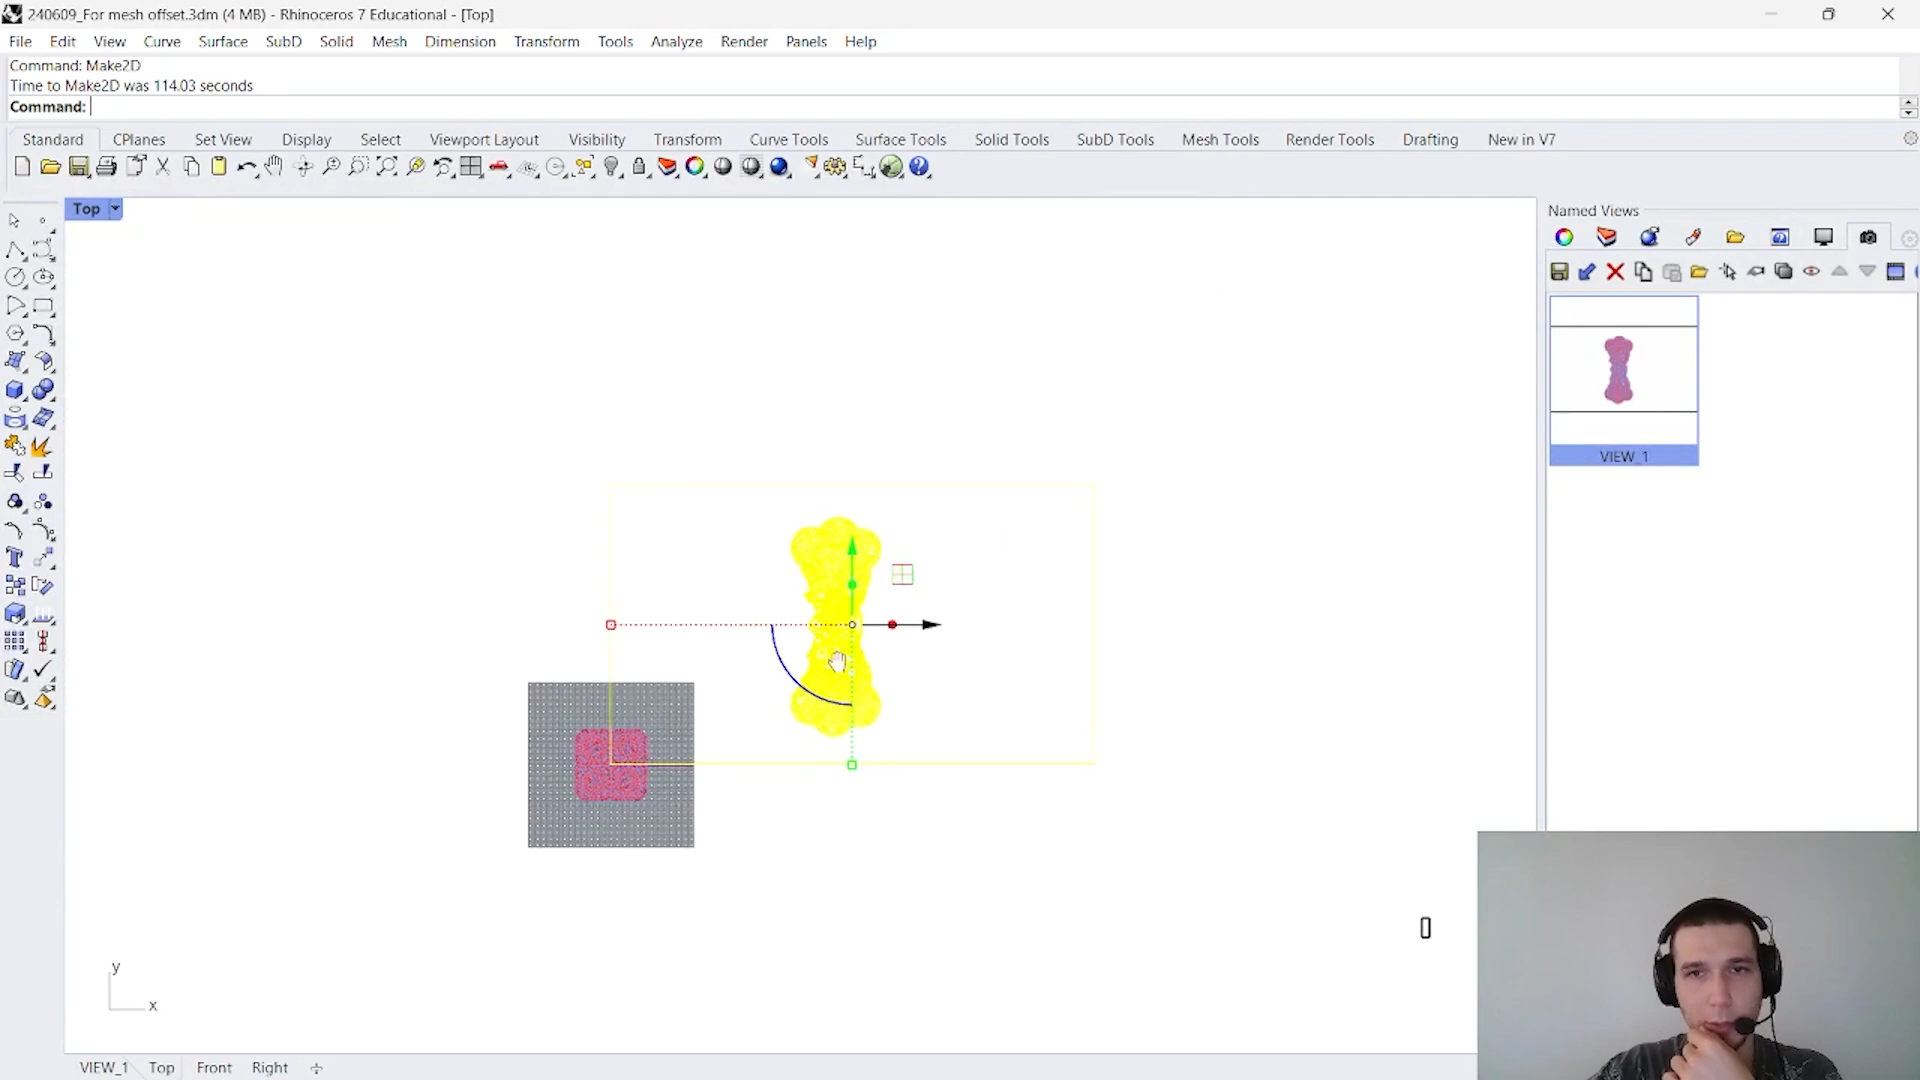 240609_For mesh offset.3dm (4 MB) - Rhinoceros 7 Educational - [Top]
File Edit View Curve Surface SubD Solid Mesh Dimension Transform Tools Analyze Render Panels Help
Command: Make2D
Time to Make2D was 114.03 seconds
Command:
Standard CPlanes Set View Display Select Viewport Layout Visibility Transform Curve Tools Surface Tools Solid Tools SubD Tools Mesh Tools Render Tools Drafting New in V7
Top
Named Views
VIEW_1
y
x
VIEW_1 Top Front Right